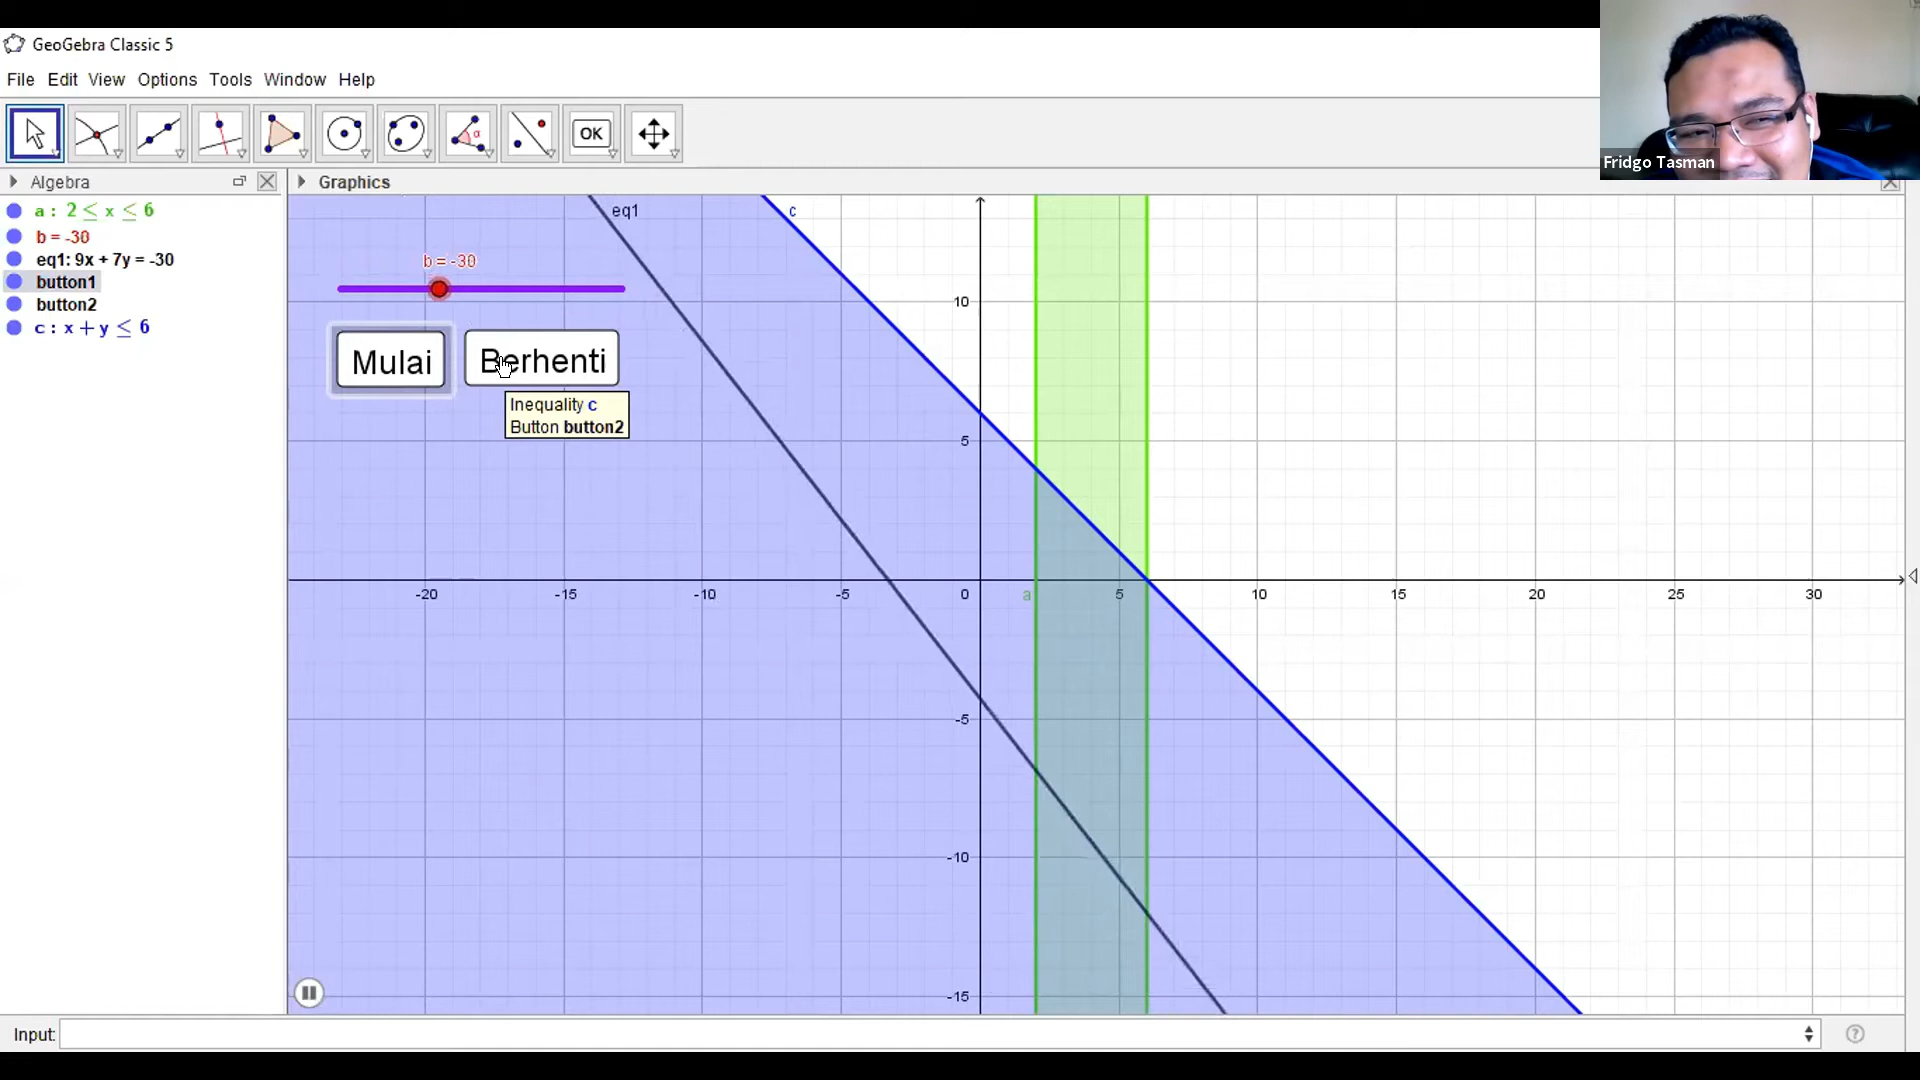 GeoGebra Classic 5
File Edit View Options Tools Window Help
α
OK
Fridgo Tasman
Algebra
Graphics
a : 2 ≤ x ≤ 6
b = -30
eq1: 9x + 7y = -30
button1
button2
c : x + y ≤ 6
eq1
c
b = -30
Mulai
Berhenti
Inequality c
Button button2
10
5
-20 -15 -10 -5 0 a 5 10 15 20 25 30
-5
-10
-15
Input:
?